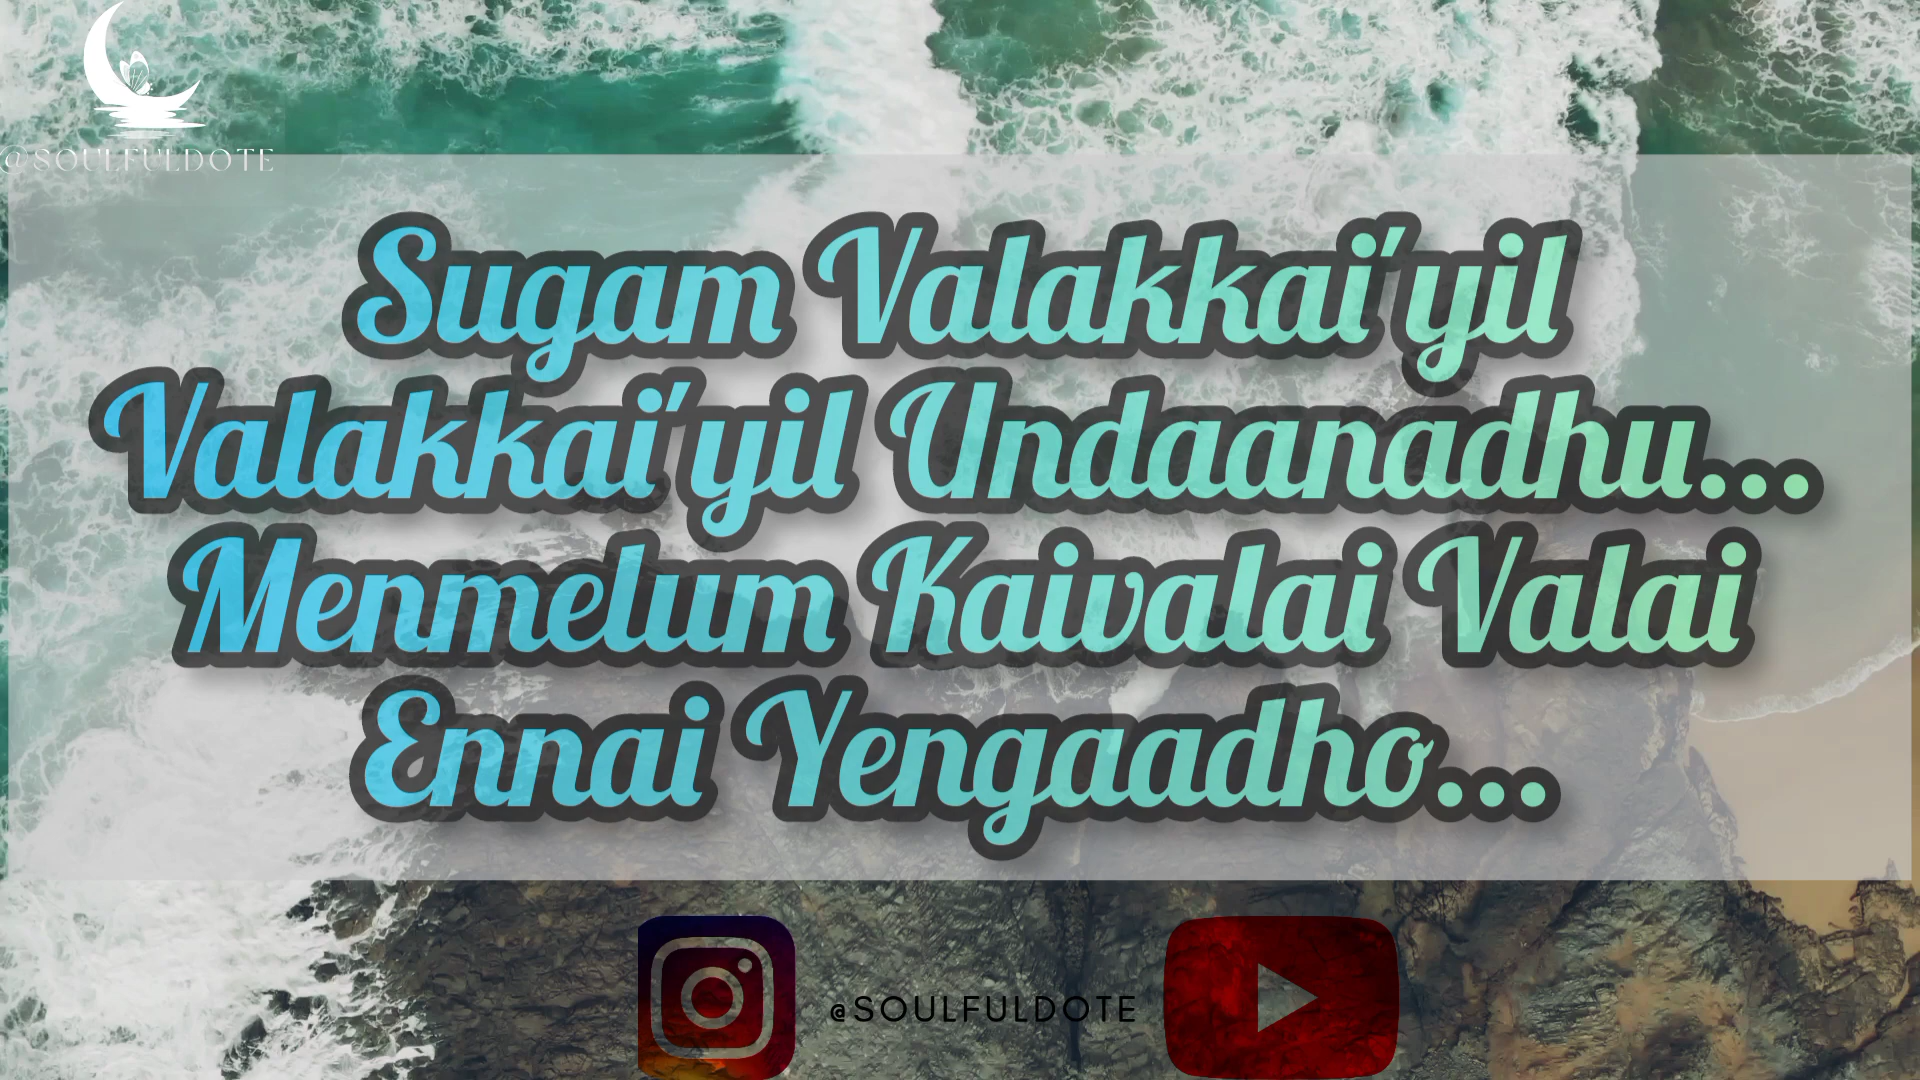 @SOULFULDOTE
Sugam Valakkai'yil
Valakkai'yil Undaanadhu...
Menmelum Kaivalai Valai
Ennai Yengaadho...
@SOULFULDOTE